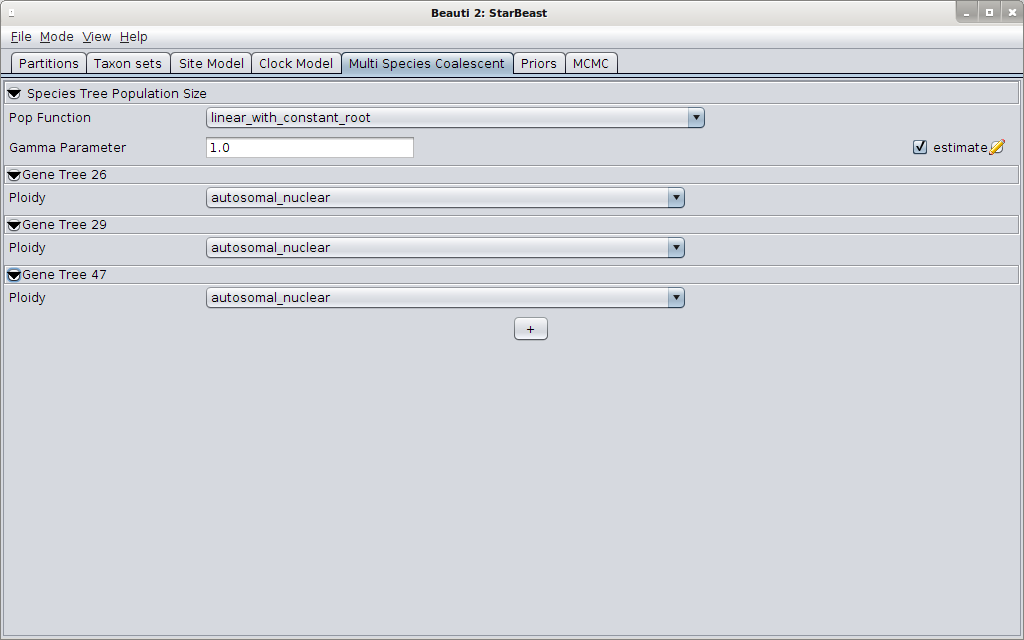 Beauti 2: StarBeast
File Mode View Help
Partitions Taxon sets Site Model Clock Model Multi Species Coalescent Priors MCMC
Species Tree Population Size
Pop Function linear_with_constant_root
Gamma Parameter 1.0 estimate
Gene Tree 26
Ploidy autosomal_nuclear
Gene Tree 29
Ploidy autosomal_nuclear
Gene Tree 47
Ploidy autosomal_nuclear
+